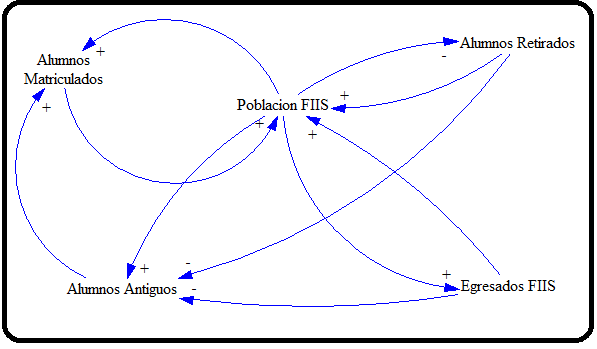 Alumnos
Matriculados
+
+
Alumnos Retirados
-
+
Poblacion FIIS
+
+
Alumnos Antiguos
+
-
-
Egresados FIIS
+